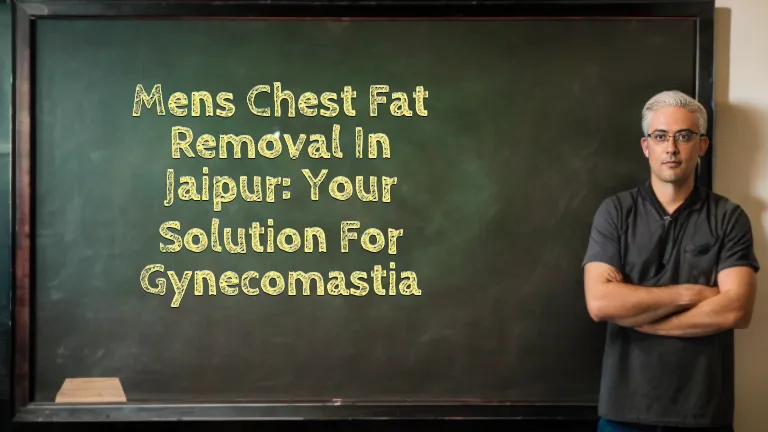 Mens Chest Fat
Removal In
Jaipur: Your
Solution For
Gynecomastia